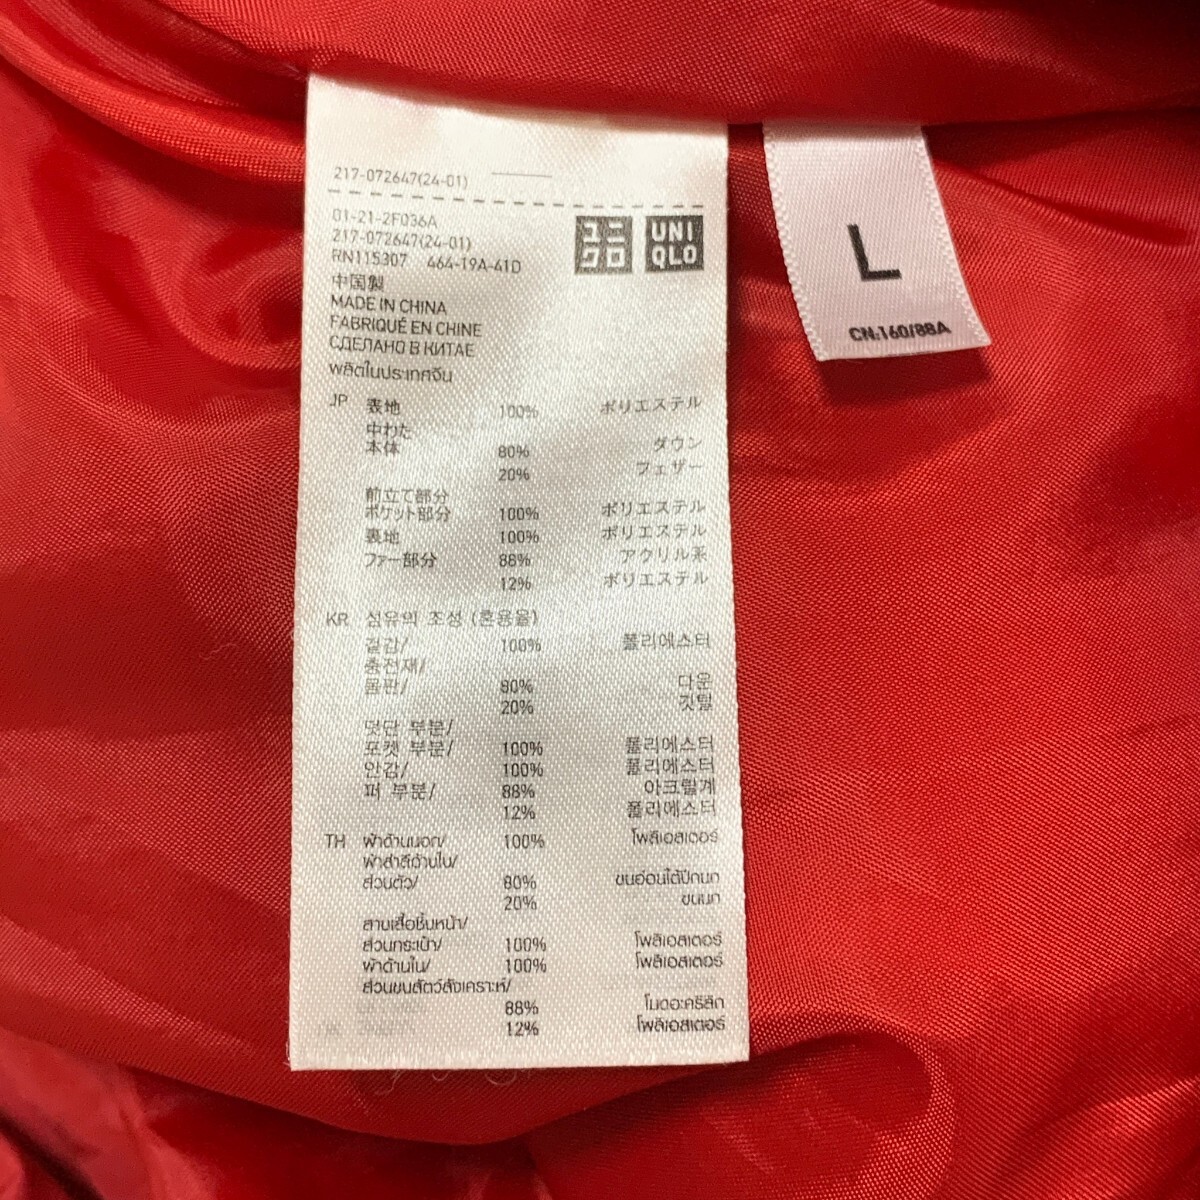 217-072647(24-01)
01-21-2F036A
217-072647(24-01)
RN115307 464-19A-41D
ユニ
クロ
UNI
QLO
中国製
MADE IN CHINA
FABRIQUÉ EN CHINE
СДЕЛАНО В КИТАЕ
ผลิตในประเทศจีน
JP 表地 100% ポリエステル
中わた
本体 80% ダウン
20% フェザー
前立て部分
ポケット部分 100% ポリエステル
裏地 100% ポリエステル
ファー部分 88% アクリル系
12% ポリエステル
KR 섬유의 조성 (혼용율)
겉감/ 100% 폴리에스터
충전재/
몸판/ 80% 다운
20% 깃털
덧단 부분/
포켓 부분/ 100% 폴리에스터
안감/ 100% 폴리에스터
퍼 부분/ 88% 아크릴계
12% 폴리에스터
TH ผ้าด้านนอก/ 100% โพลิเอสเตอร์
ผ้าสำลีด้านใน/
ส่วนตัว/ 80% ขนอ่อนใต้ปีกนก
20% ขนนก
สาบเสื้อชิ้นหน้า/
ส่วนกระเป๋า/ 100% โพลิเอสเตอร์
ผ้าด้านใน/ 100% โพลิเอสเตอร์
ส่วนขนสัตว์สังเคราะห์/
88% โมดอะคริลิก
12% โพลิเอสเตอร์
L
CN:160/88A